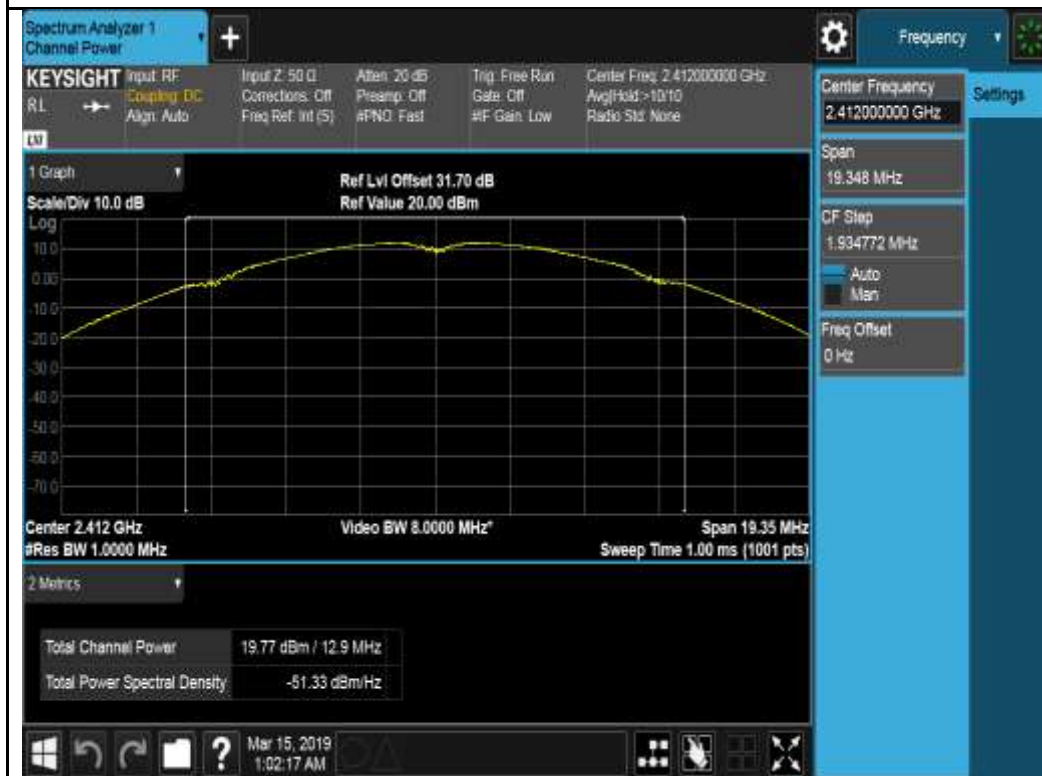 Spectrum Analyzer 1
Channel Power
+
Frequency
KEYSIGHT
RL
Input: RF
Coupling: DC
Align: Auto
Input Z: 50 Ω
Corrections: Off
Freq Ref: Int (S)
Atten: 20 dB
Preamp: Off
#PNO: Fast
Trig: Free Run
Gate: Off
#IF Gain: Low
Center Freq: 2.412000000 GHz
Avg|Hold:>10/10
Radio Std: None
Center Frequency
2.412000000 GHz
Settings
Span
19.348 MHz
CF Step
1.934772 MHz
Auto
Man
Freq Offset
0 Hz
1 Graph
Scale/Div 10.0 dB
Ref Lvl Offset 31.70 dB
Ref Value 20.00 dBm
Log
10.0
0.00
-10.0
-20.0
-30.0
-40.0
-50.0
-60.0
-70.0
Center 2.412 GHz
#Res BW 1.0000 MHz
Video BW 8.0000 MHz*
Span 19.35 MHz
Sweep Time 1.00 ms (1001 pts)
2 Metrics
Total Channel Power 19.77 dBm / 12.9 MHz
Total Power Spectral Density -51.33 dBm/Hz
?
Mar 15, 2019
1:02:17 AM